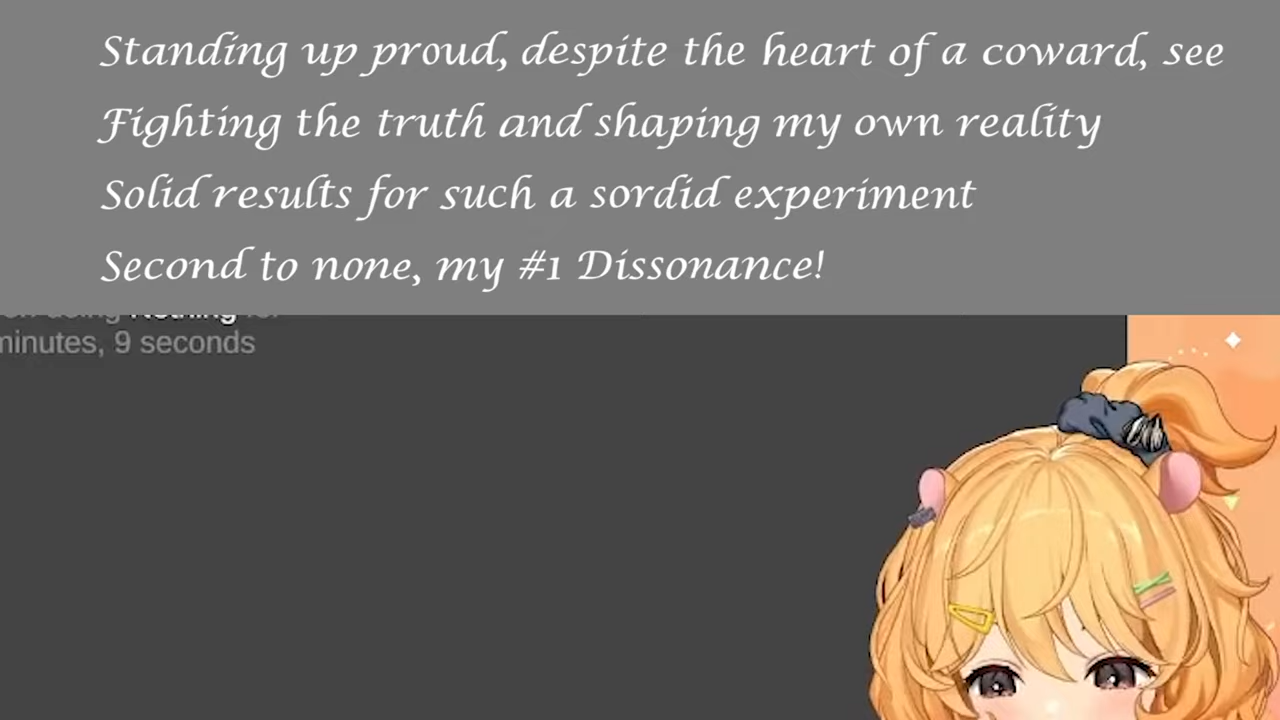 Standing up proud, despite the heart of a coward, see
Fighting the truth and shaping my own reality
Solid results for such a sordid experiment
Second to none, my #1 Dissonance!
Nothing
minutes, 9 seconds